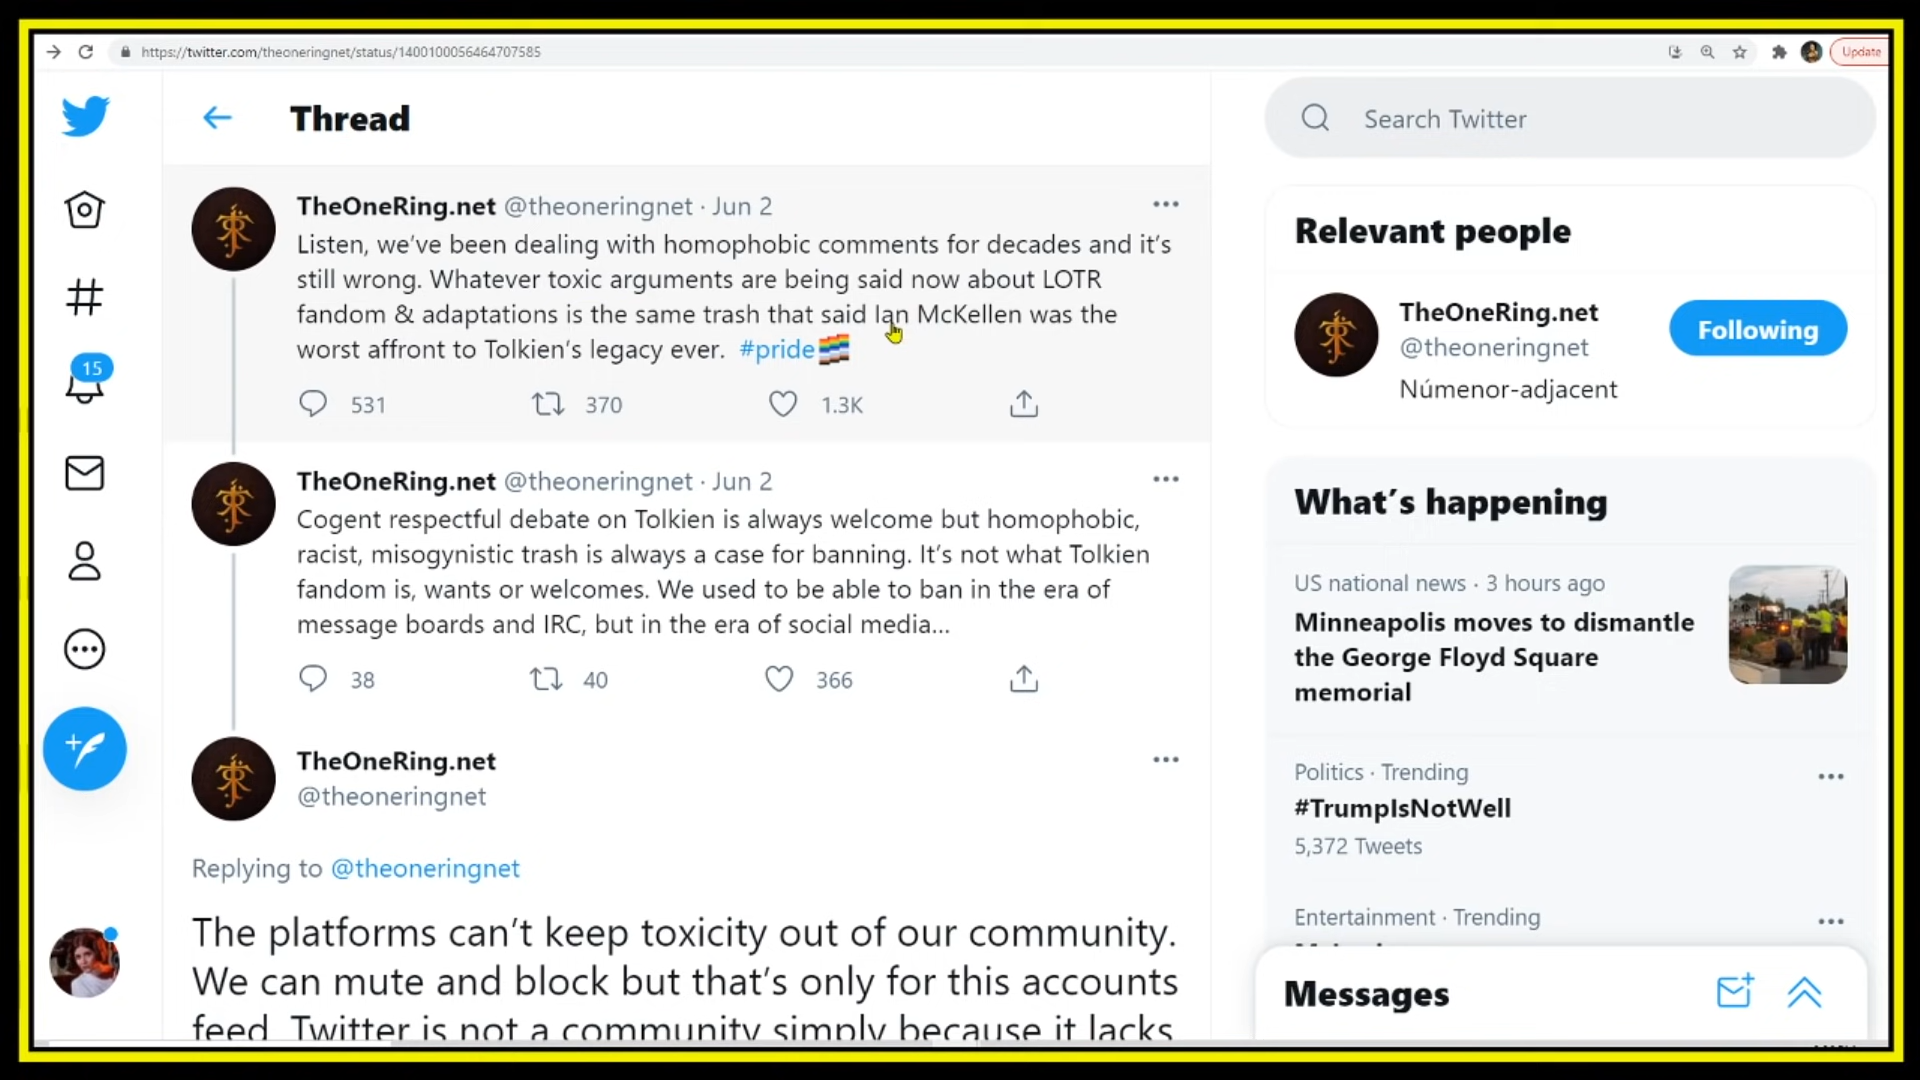 https://twitter.com/theoneringnet/status/1400100056464707585
Update
Thread
TheOneRing.net @theoneringnet · Jun 2
Listen, we've been dealing with homophobic comments for decades and it's
still wrong. Whatever toxic arguments are being said now about LOTR
fandom & adaptations is the same trash that said Ian McKellen was the
worst affront to Tolkien's legacy ever. #pride
531 370 1.3K
TheOneRing.net @theoneringnet · Jun 2
Cogent respectful debate on Tolkien is always welcome but homophobic,
racist, misogynistic trash is always a case for banning. It's not what Tolkien
fandom is, wants or welcomes. We used to be able to ban in the era of
message boards and IRC, but in the era of social media...
38 40 366
TheOneRing.net
@theoneringnet
Replying to @theoneringnet
The platforms can't keep toxicity out of our community.
We can mute and block but that's only for this accounts
feed. Twitter is not a community simply because it lacks
15
Search Twitter
Relevant people
TheOneRing.net
@theoneringnet
Following
Númenor-adjacent
What's happening
US national news · 3 hours ago
Minneapolis moves to dismantle
the George Floyd Square
memorial
Politics · Trending
#TrumpIsNotWell
5,372 Tweets
Entertainment · Trending
Messages